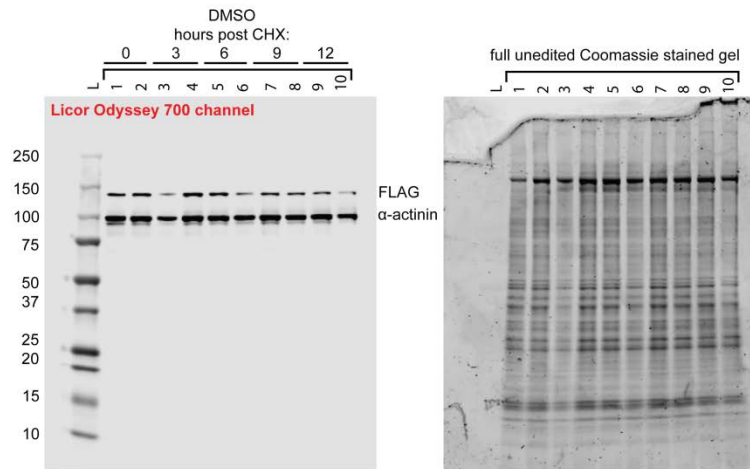 DMSO
hours post CHX:
0 3 6 9 12
L 1 2 3 4 5 6 7 8 9 10
Licor Odyssey 700 channel
250
150
100
75
50
37
25
20
15
10
FLAG
α-actinin
full unedited Coomassie stained gel
L 1 2 3 4 5 6 7 8 9 10